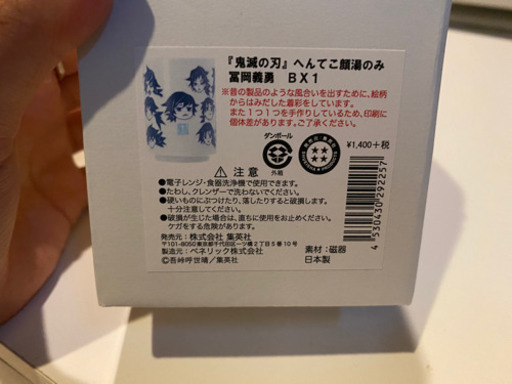 『鬼滅の刃』へんてこ顔湯のみ
冨岡義勇 BX1
※昔の製品のような風合いを出すために、絵柄
からはみだした着彩をしています。
また1つ1つを手作りしているため、印刷に
個体差があります。ご了承ください。
ダンボール
外箱
¥1,400+税
⚠注意
●電子レンジ・食器洗浄機で使用できます。
●たわし、クレンザーで洗わないでください。
●硬いものにぶつけたり、落したりすると破損します。
十分注意してください。
●破損が生じた場合は、直ちに使用をお止めください。
ケガをする危険があります。
発売元：株式会社 集英社
〒101-8050東京都千代田区一ツ橋2丁目5番10号
製造元：ベネリック株式会社
©吾峠呼世晴／集英社
素材：磁器
日本製
4530430292257